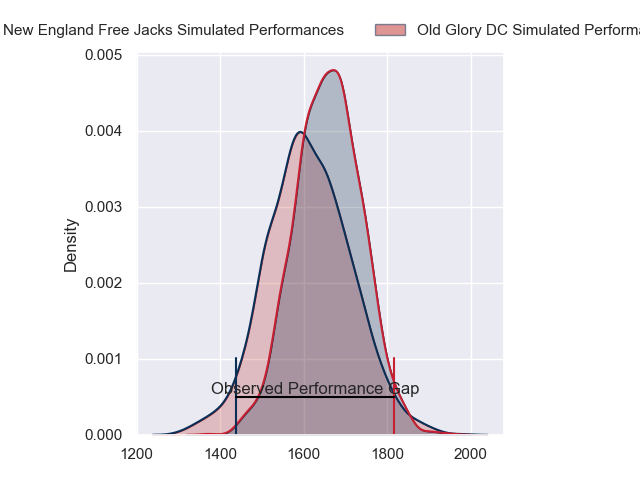 New England Free Jacks Simulated Performances
Old Glory DC Simulated Performa
0.005
0.004
0.003
0.002
0.001
0.000
Density
Observed Performance Gap
1200 1400 1600 1800 2000